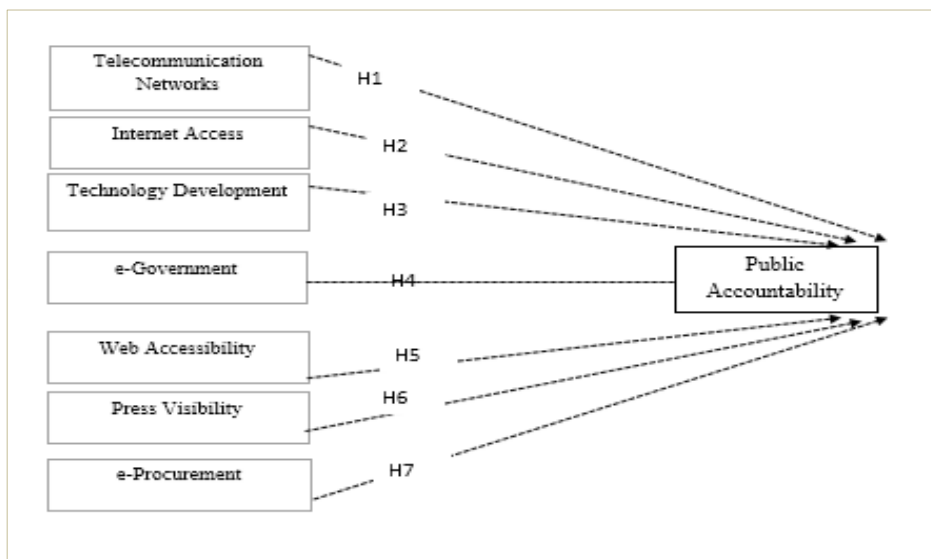 Telecommunication
Networks
H1
Internet Access
H2
Technology Development
H3
e-Government
H4
Public
Accountability
Web Accessibility
H5
Press Visibility
H6
e-Procurement
H7